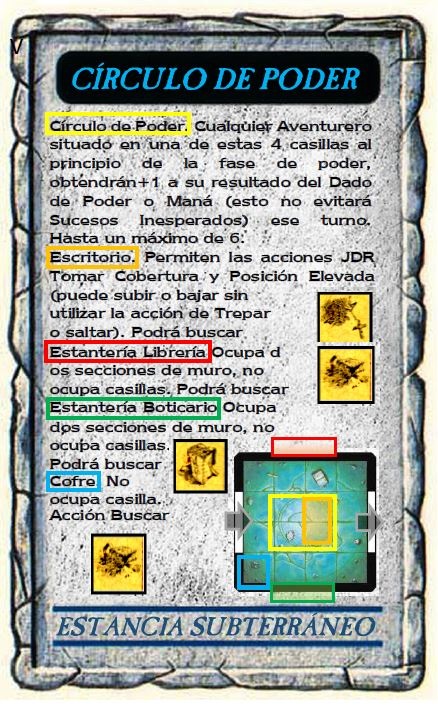 V
CÍRCULO DE PODER
Círculo de Poder. Cualquier Aventurero
situado en una de estas 4 casillas al
principio de la fase de poder,
obtendrán+1 a su resultado del Dado
de Poder o Maná (esto no evitará
Sucesos Inesperados) ese turno.
Hasta un máximo de 6:
Escritorio. Permiten las acciones JDR
Tomar Cobertura y Posición Elevada
(puede subir o bajar sin
utilizar la acción de Trepar
o saltar). Podrá buscar
Estantería Librería Ocupa d
os secciones de muro, no
ocupa casillas. Podrá buscar
Estantería Boticario Ocupa
dos secciones de muro, no
ocupa casillas.
Podrá buscar
Cofre No
ocupa casilla.
Acción Buscar
ESTANCIA SUBTERRÁNEO